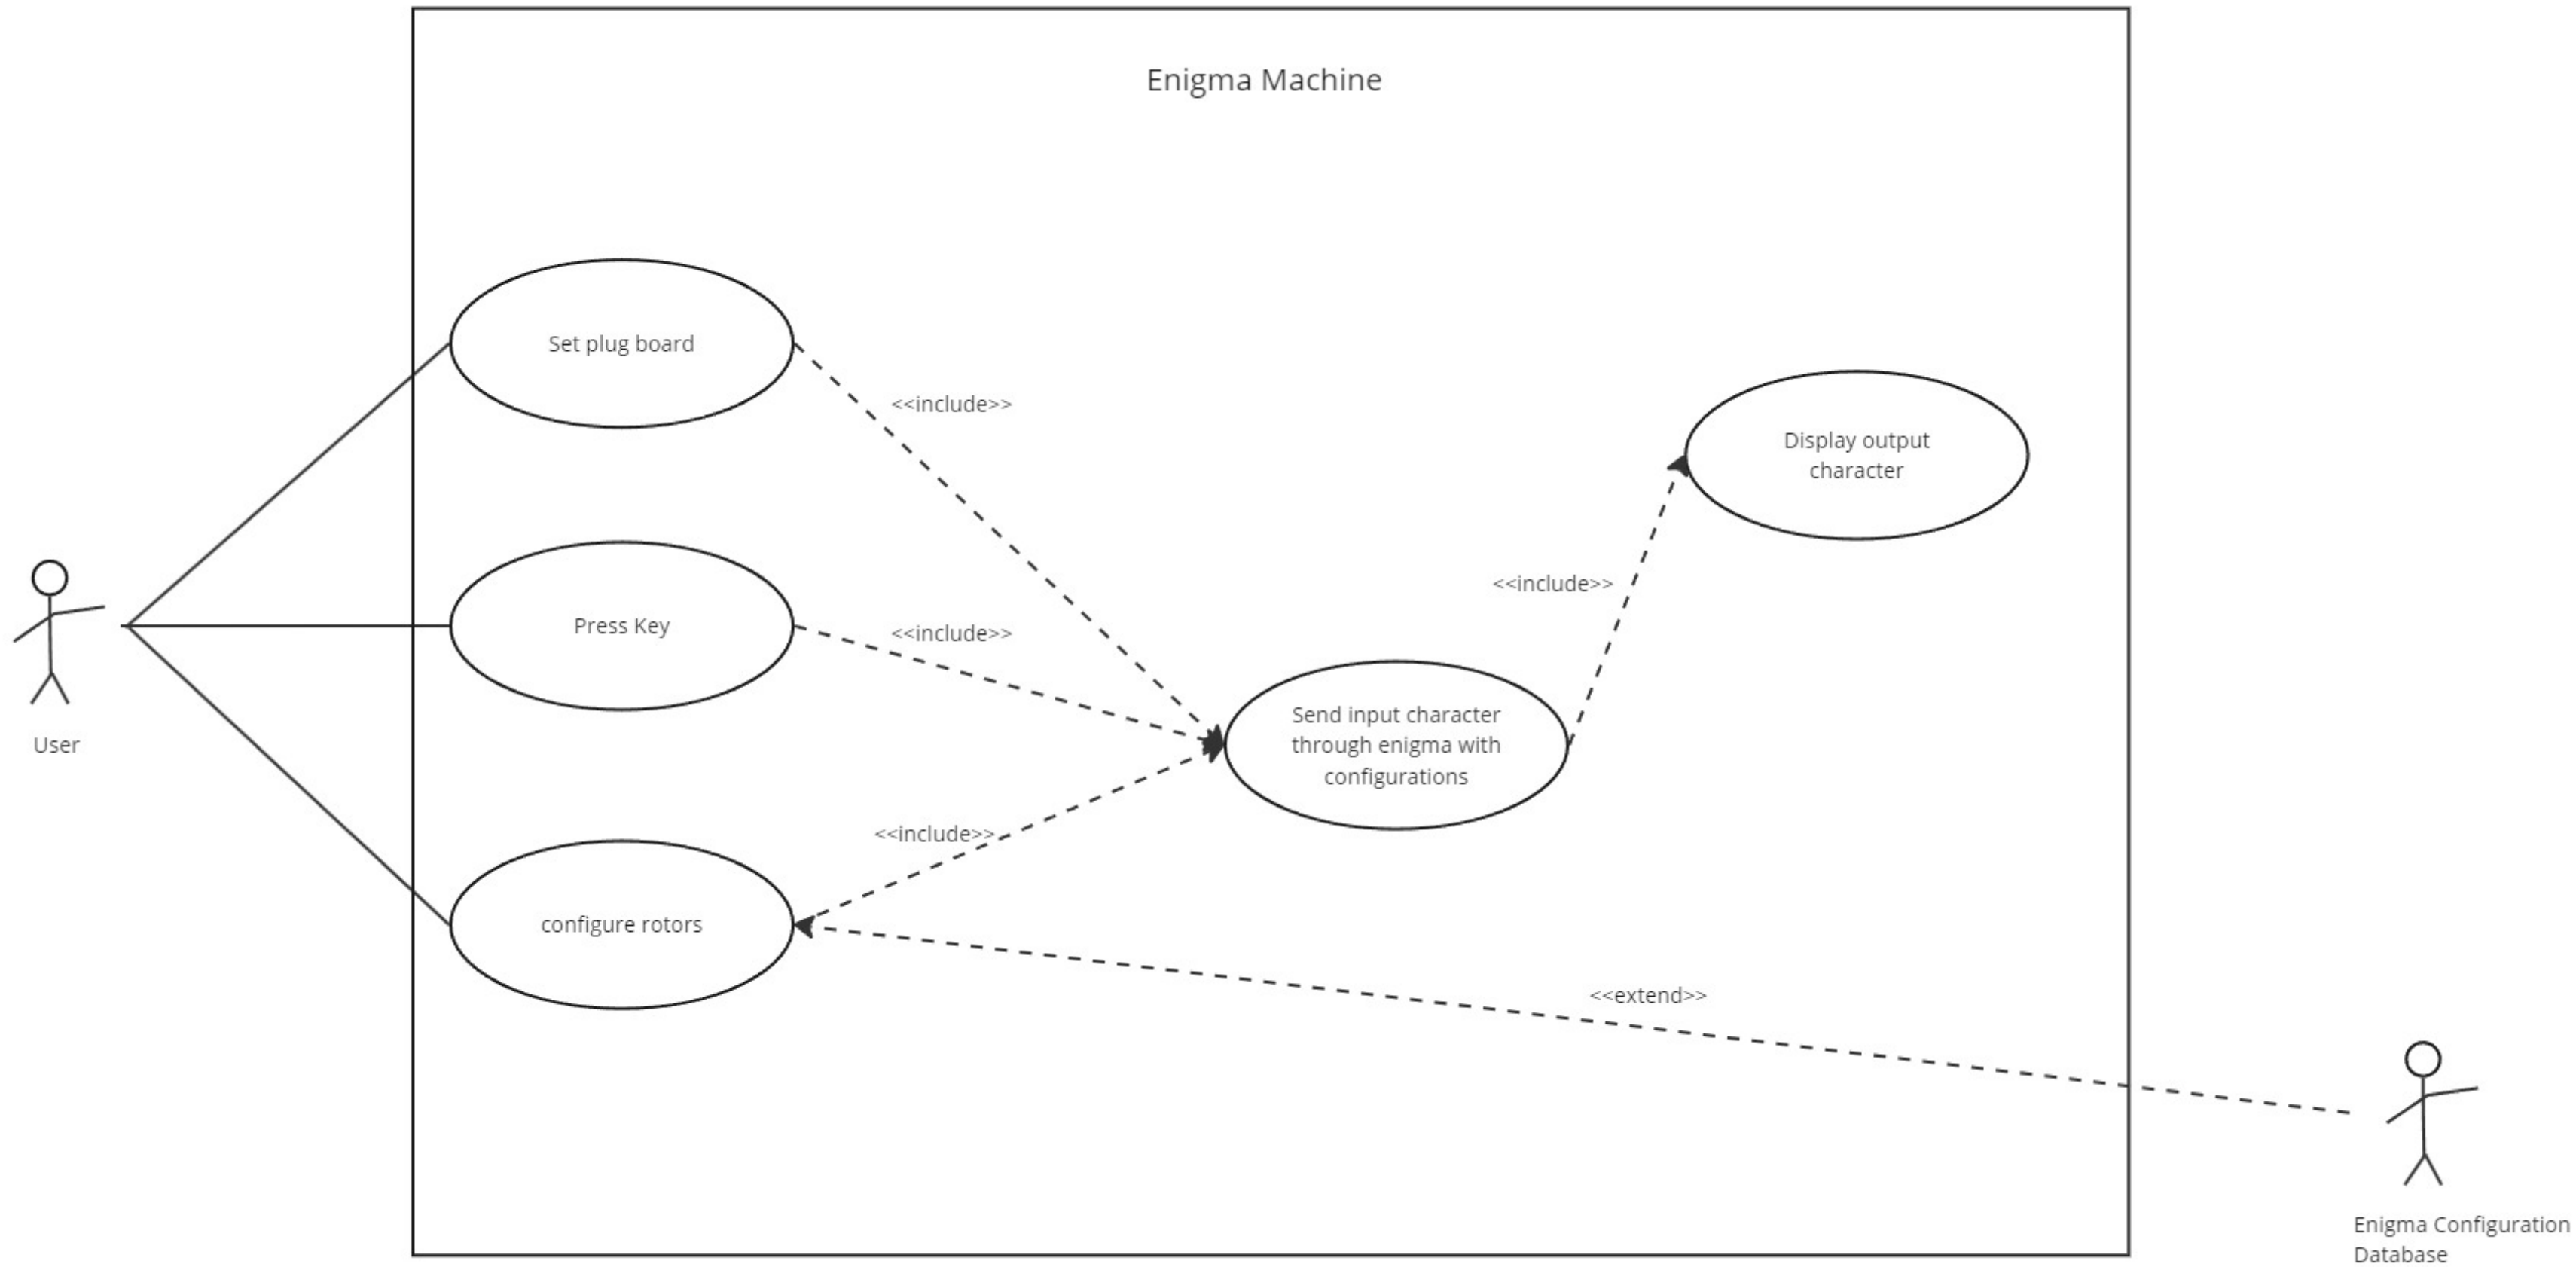 Enigma Machine
Set plug board
<<include>>
Display output
character
<<include>>
Press Key
<<include>>
Send input character
through enigma with
configurations
User
<<include>>
configure rotors
<<extend>>
Enigma Configuration
Database